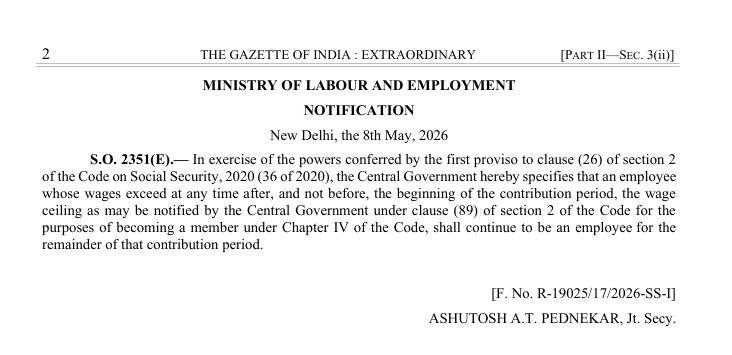 2 THE GAZETTE OF INDIA : EXTRAORDINARY [PART II—SEC. 3(ii)]
MINISTRY OF LABOUR AND EMPLOYMENT
NOTIFICATION
New Delhi, the 8th May, 2026
S.O. 2351(E).— In exercise of the powers conferred by the first proviso to clause (26) of section 2
of the Code on Social Security, 2020 (36 of 2020), the Central Government hereby specifies that an employee
whose wages exceed at any time after, and not before, the beginning of the contribution period, the wage
ceiling as may be notified by the Central Government under clause (89) of section 2 of the Code for the
purposes of becoming a member under Chapter IV of the Code, shall continue to be an employee for the
remainder of that contribution period.
[F. No. R-19025/17/2026-SS-I]
ASHUTOSH A.T. PEDNEKAR, Jt. Secy.